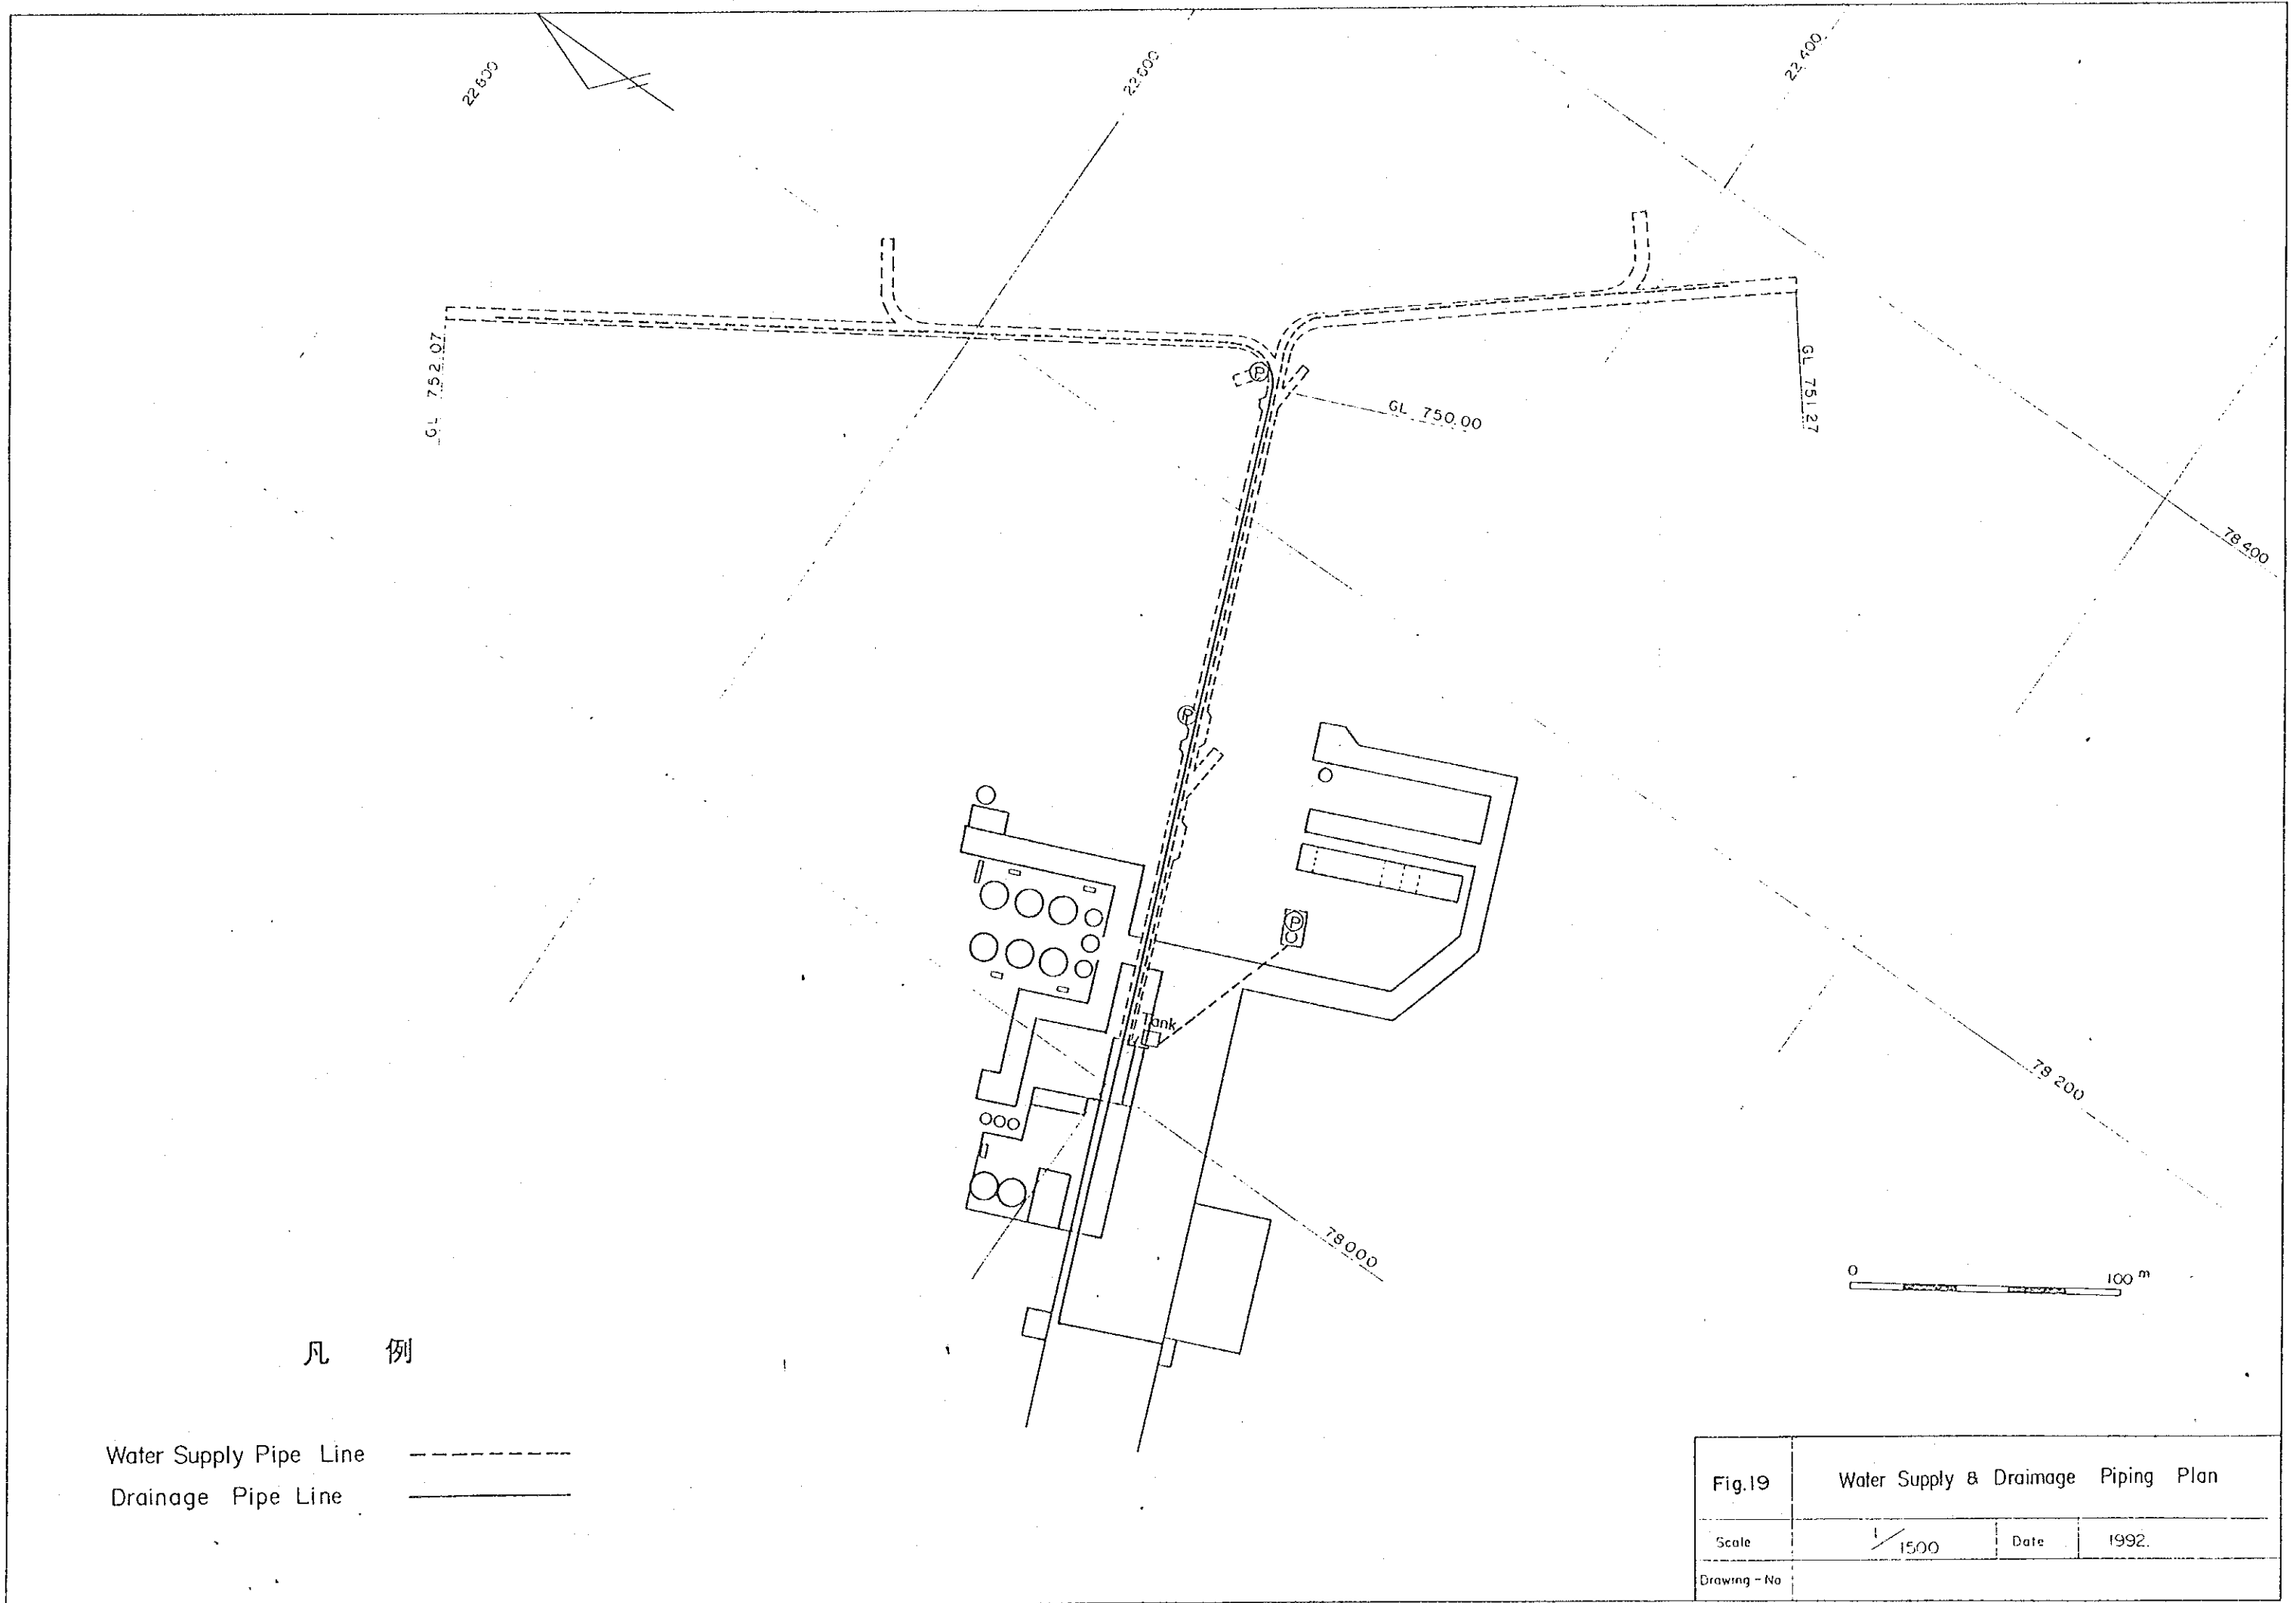 22 800
22 600
22 400
GL 752.07
GL 750.00
GL 751.27
78 400
P
P
P
Tank
78 200
78 000
0 100 m
凡 例
Water Supply Pipe Line
Drainage Pipe Line
Fig.19 Water Supply & Draimage Piping Plan
Scale 1/1500 Date 1992.
Drawing - No